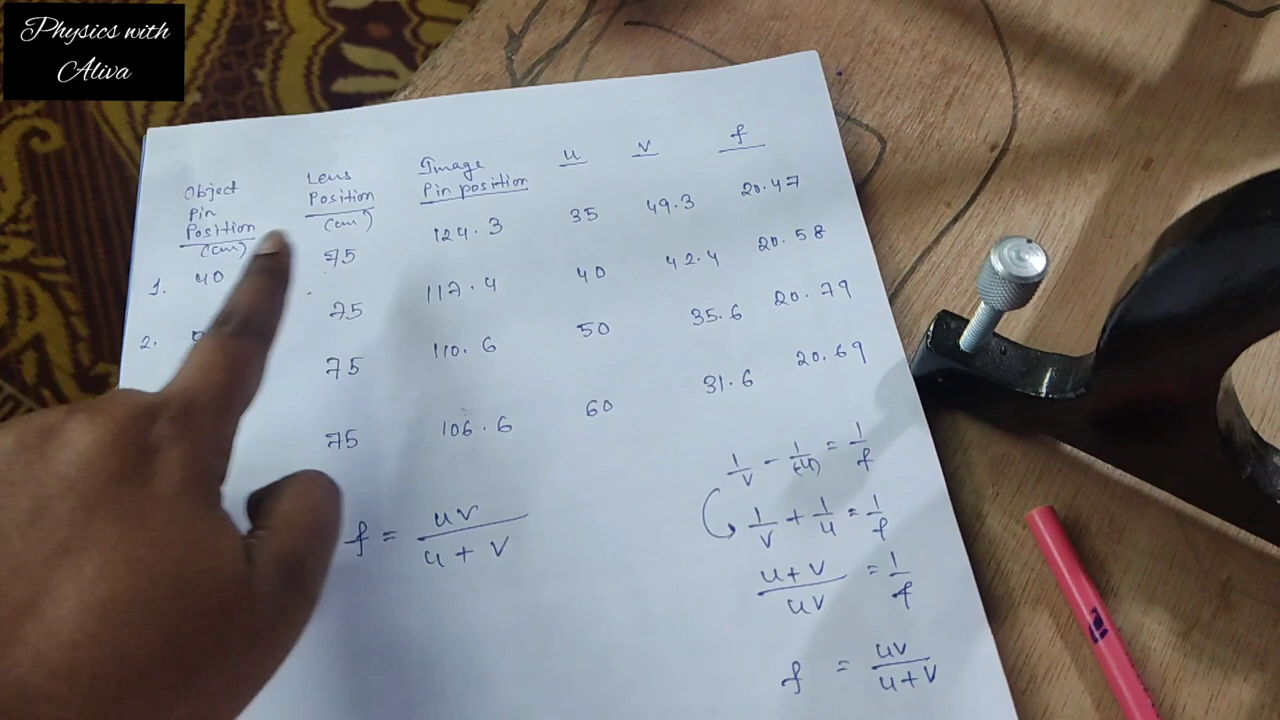 Physics with
Aliva
Object Pin Position (cm) Lens Position (cm) Image Pin position u v f
1. 40 75 124.3 35 49.3 20.47
2. 75 117.4 40 42.4 20.58
75 110.6 50 35.6 20.79
75 106.6 60 31.6 20.69
f = uv / u + v
1/v - 1/(-u) = 1/f
1/v + 1/u = 1/f
u+v / uv = 1/f
f = uv / u+v